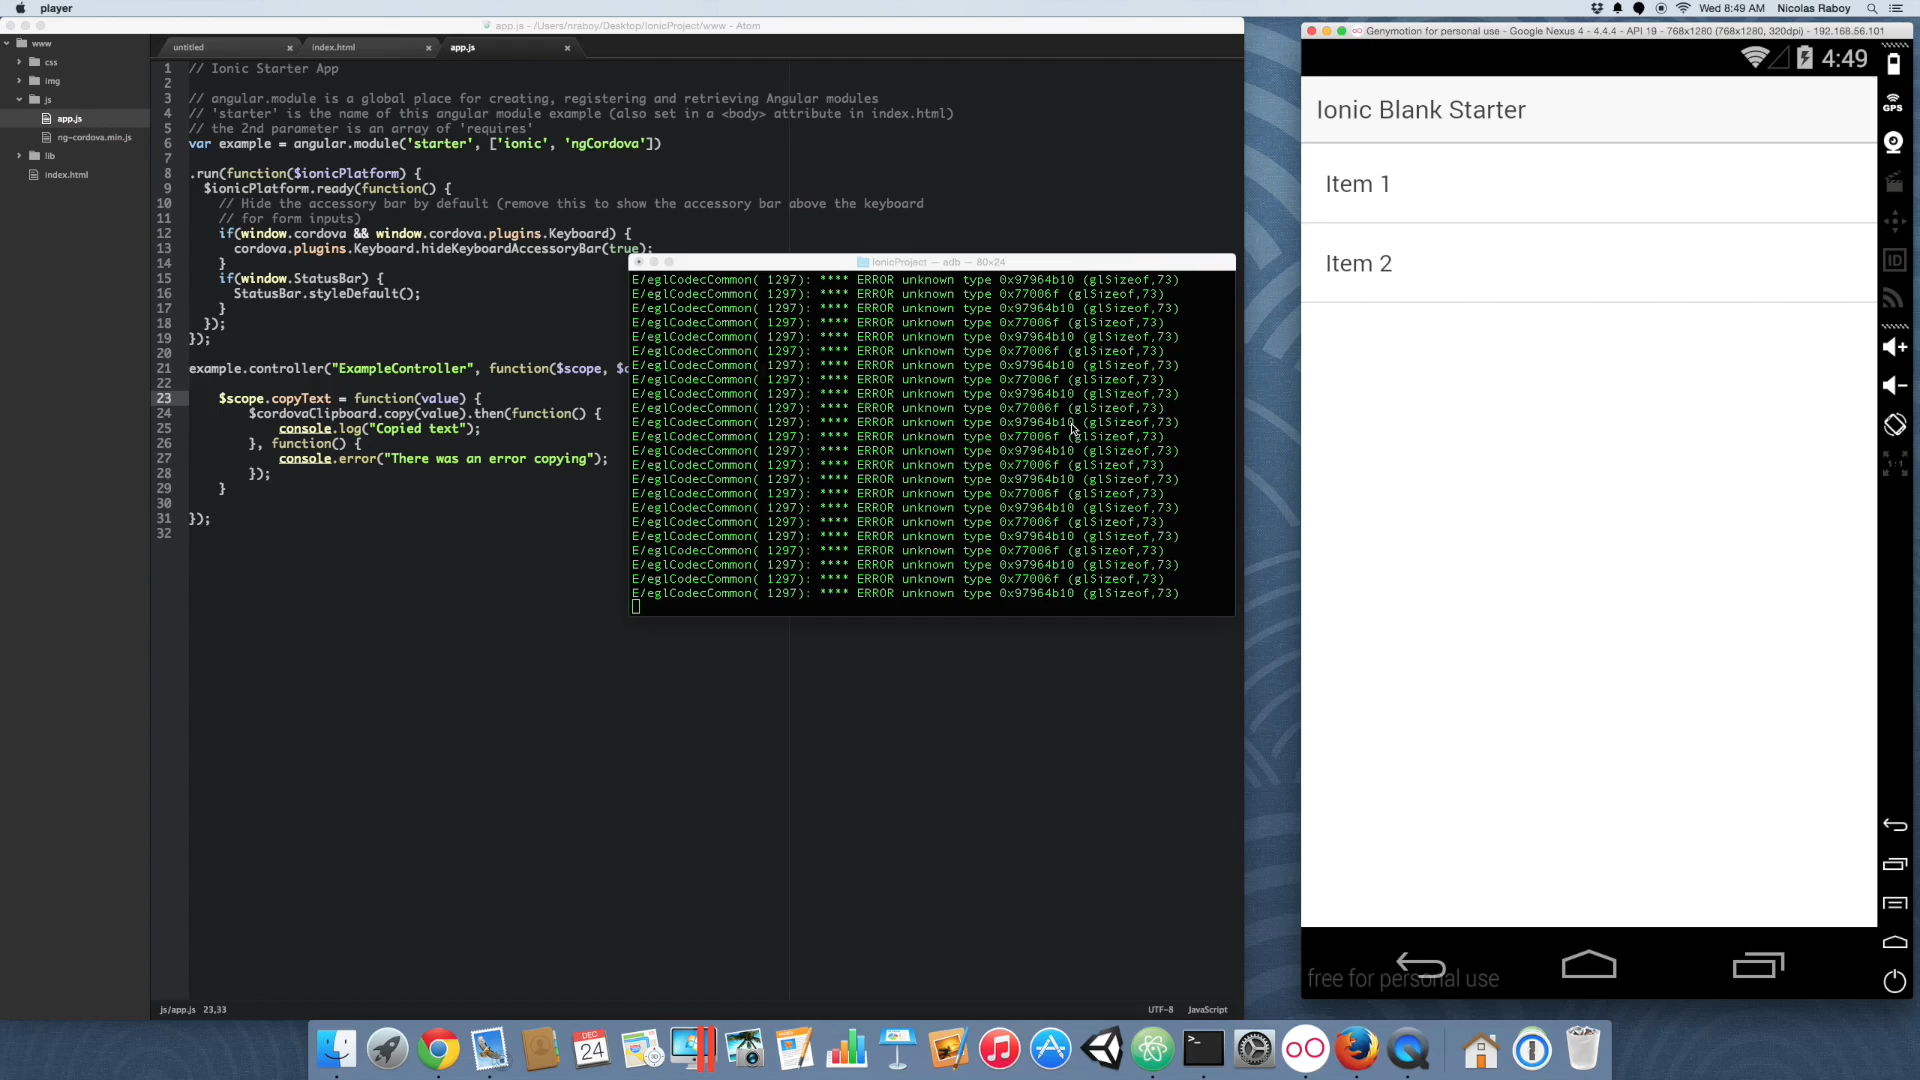 player
Wed 8:49 AM Nicolas Raboy
app.js - /Users/nraboy/Desktop/IonicProject/www - Atom
www
css
img
js
app.js
ng-cordova.min.js
lib
index.html
untitled
index.html
app.js
1 // Ionic Starter App
2
3 // angular.module is a global place for creating, registering and retrieving Angular modules
4 // 'starter' is the name of this angular module example (also set in a <body> attribute in index.html)
5 // the 2nd parameter is an array of 'requires'
6 var example = angular.module('starter', ['ionic', 'ngCordova'])
7
8 .run(function($ionicPlatform) {
9 $ionicPlatform.ready(function() {
10 // Hide the accessory bar by default (remove this to show the accessory bar above the keyboard
11 // for form inputs)
12 if(window.cordova && window.cordova.plugins.Keyboard) {
13 cordova.plugins.Keyboard.hideKeyboardAccessoryBar(true);
14 }
15 if(window.StatusBar) {
16 StatusBar.styleDefault();
17 }
18 });
19 });
20
21 example.controller("ExampleController", function($scope, $c
22
23 $scope.copyText = function(value) {
24 $cordovaClipboard.copy(value).then(function() {
25 console.log("Copied text");
26 }, function() {
27 console.error("There was an error copying");
28 });
29 }
30
31 });
32
js/app.js 23,33
UTF-8 JavaScript
IonicProject — adb — 80×24
E/eglCodecCommon( 1297): **** ERROR unknown type 0x97964b10 (glSizeof,73)
E/eglCodecCommon( 1297): **** ERROR unknown type 0x77006f (glSizeof,73)
E/eglCodecCommon( 1297): **** ERROR unknown type 0x97964b10 (glSizeof,73)
E/eglCodecCommon( 1297): **** ERROR unknown type 0x77006f (glSizeof,73)
E/eglCodecCommon( 1297): **** ERROR unknown type 0x97964b10 (glSizeof,73)
E/eglCodecCommon( 1297): **** ERROR unknown type 0x77006f (glSizeof,73)
E/eglCodecCommon( 1297): **** ERROR unknown type 0x97964b10 (glSizeof,73)
E/eglCodecCommon( 1297): **** ERROR unknown type 0x77006f (glSizeof,73)
E/eglCodecCommon( 1297): **** ERROR unknown type 0x97964b10 (glSizeof,73)
E/eglCodecCommon( 1297): **** ERROR unknown type 0x77006f (glSizeof,73)
E/eglCodecCommon( 1297): **** ERROR unknown type 0x97964b10 (glSizeof,73)
E/eglCodecCommon( 1297): **** ERROR unknown type 0x77006f (glSizeof,73)
E/eglCodecCommon( 1297): **** ERROR unknown type 0x97964b10 (glSizeof,73)
E/eglCodecCommon( 1297): **** ERROR unknown type 0x77006f (glSizeof,73)
E/eglCodecCommon( 1297): **** ERROR unknown type 0x97964b10 (glSizeof,73)
E/eglCodecCommon( 1297): **** ERROR unknown type 0x77006f (glSizeof,73)
E/eglCodecCommon( 1297): **** ERROR unknown type 0x97964b10 (glSizeof,73)
E/eglCodecCommon( 1297): **** ERROR unknown type 0x77006f (glSizeof,73)
E/eglCodecCommon( 1297): **** ERROR unknown type 0x97964b10 (glSizeof,73)
E/eglCodecCommon( 1297): **** ERROR unknown type 0x77006f (glSizeof,73)
E/eglCodecCommon( 1297): **** ERROR unknown type 0x97964b10 (glSizeof,73)
E/eglCodecCommon( 1297): **** ERROR unknown type 0x77006f (glSizeof,73)
E/eglCodecCommon( 1297): **** ERROR unknown type 0x97964b10 (glSizeof,73)
Genymotion for personal use - Google Nexus 4 - 4.4.4 - API 19 - 768x1280 (768x1280, 320dpi) - 192.168.56.101
4:49
Ionic Blank Starter
Item 1
Item 2
free for personal use
GPS
ID
1:1
DEC
24